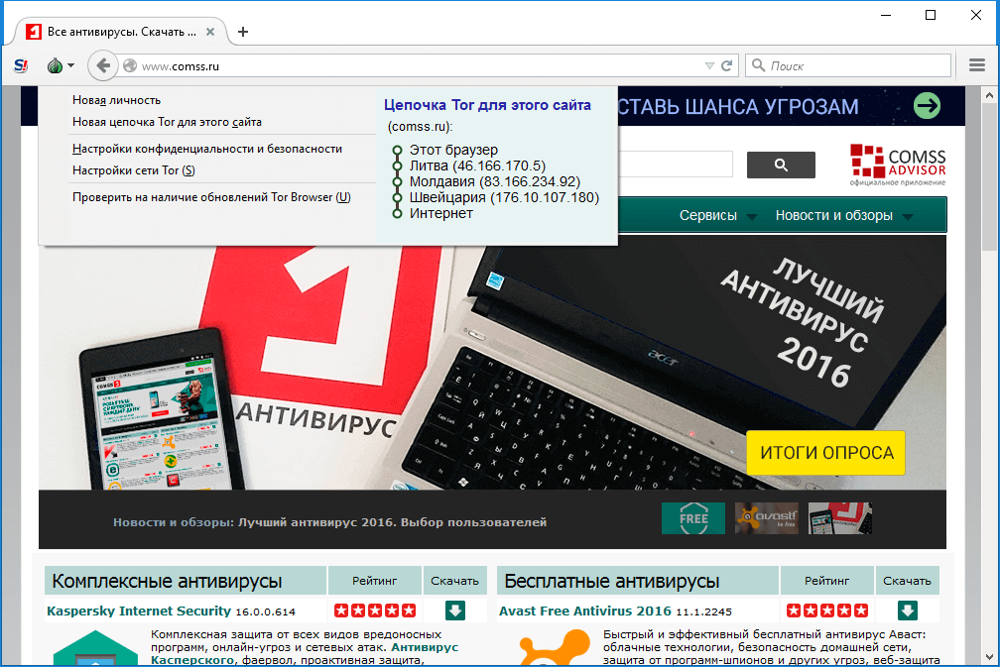 Все антивирусы. Скачать ...
S!
www.comss.ru
Поиск
Новая личность
Новая цепочка Tor для этого сайта
Настройки конфиденциальности и безопасности
Настройки сети Tor (S)
Проверить на наличие обновлений Tor Browser (U)
Цепочка Tor для этого сайта
(comss.ru):
Этот браузер
Литва (46.166.170.5)
Молдавия (83.166.234.92)
Швейцария (176.10.107.180)
Интернет
СТАВЬ ШАНСА УГРОЗАМ
COMSS
ADVISOR
официальное приложение
Сервисы
Новости и обзоры
ЛУЧШИЙ
АНТИВИРУС
2016
acer
АНТИВИРУС
ИТОГИ ОПРОСА
Новости и обзоры: Лучший антивирус 2016. Выбор пользователей
FREE
avast!
be free
Комплексные антивирусы
Рейтинг
Скачать
Kaspersky Internet Security 16.0.0.614
Комплексная защита от всех видов вредоносных
программ, онлайн-угроз и сетевых атак. Антивирус
Касперского, фаервол, проактивная защита,
Бесплатные антивирусы
Рейтинг
Скачать
Avast Free Antivirus 2016 11.1.2245
Быстрый и эффективный бесплатный антивирус Аваст:
облачные технологии, безопасность домашней сети,
защита от программ-шпионов и других угроз, веб-защита